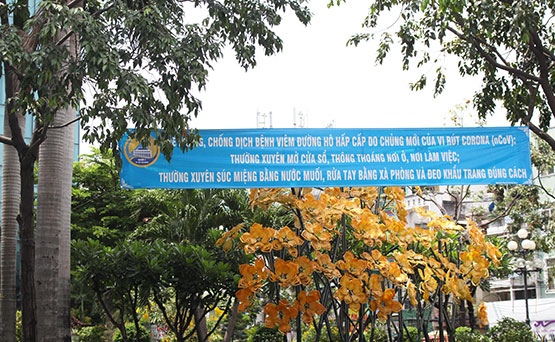 CHỐNG DỊCH BỆNH VIÊM ĐƯỜNG HÔ HẤP CẤP DO CHỦNG MỚI CỦA VI RÚT CORONA (nCoV):
THƯỜNG XUYÊN MỞ CỬA SỔ, THÔNG THOÁNG NƠI Ở, NƠI LÀM VIỆC;
THƯỜNG XUYÊN SÚC MIỆNG BẰNG NƯỚC MUỐI, RỬA TAY BẰNG XÀ PHÒNG VÀ ĐEO KHẨU TRANG ĐÚNG CÁCH